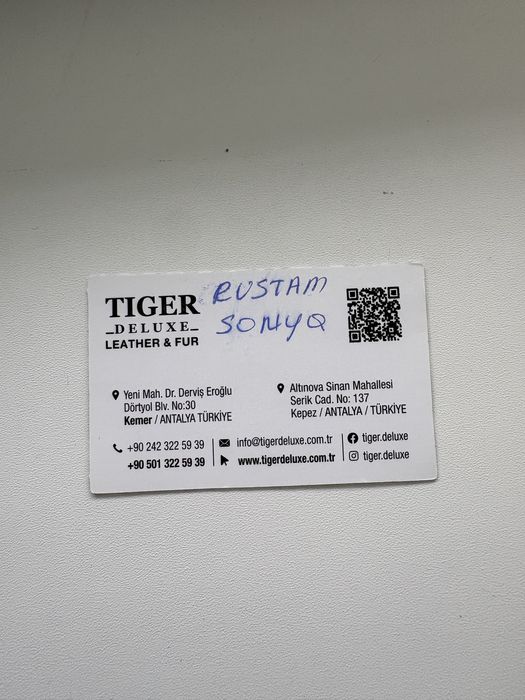 TIGER
DELUXE
LEATHER & FUR
RUSTAM
SONYQ
Yeni Mah. Dr. Derviş Eroğlu
Dörtyol Blv. No:30
Kemer / ANTALYA TÜRKİYE
Altınova Sinan Mahallesi
Serik Cad. No: 137
Kepez / ANTALYA / TÜRKİYE
+90 242 322 59 39
+90 501 322 59 39
info@tigerdeluxe.com.tr
www.tigerdeluxe.com.tr
tiger.deluxe
tiger.deluxe